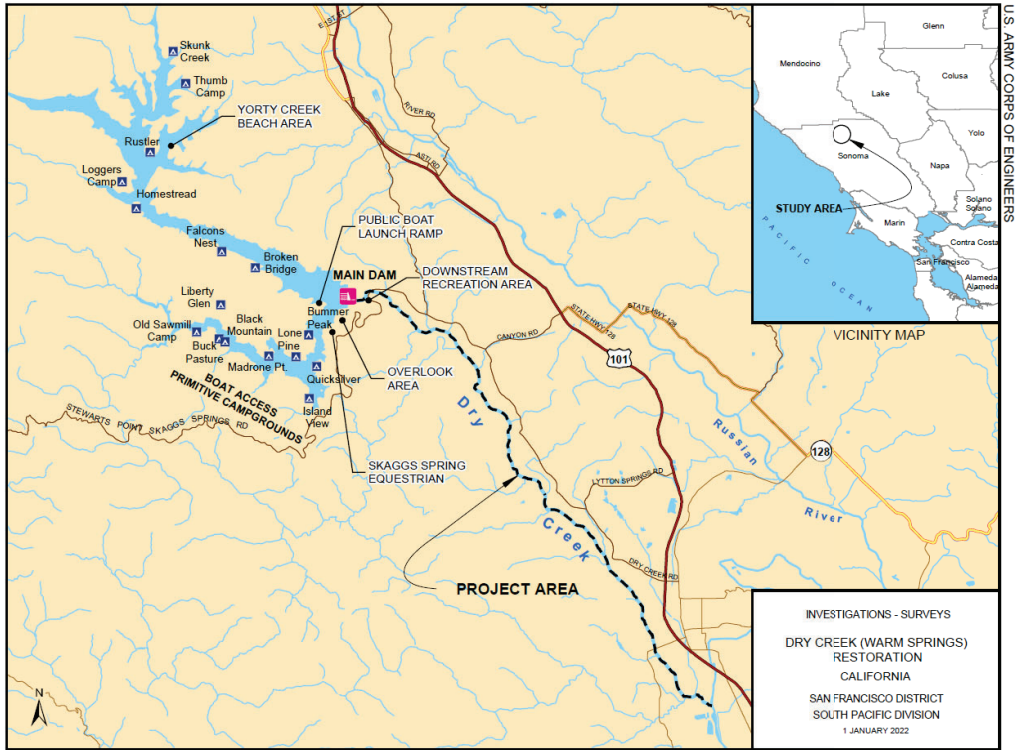 E 1ST ST
Skunk
Creek
Thumb
Camp
YORTY CREEK
BEACH AREA
RIVER RD
Rustler
ASTI RD
Loggers
Camp
Homestread
PUBLIC BOAT
LAUNCH RAMP
Falcons
Nest
Broken
Bridge
MAIN DAM
DOWNSTREAM
RECREATION AREA
Liberty
Glen
Bummer
Peak
Old Sawmill
Camp
Black
Mountain
Lone
Pine
Buck
Pasture
Madrone Pt.
Quicksilver
OVERLOOK
AREA
BOAT ACCESS
PRIMITIVE CAMPGROUNDS
Island
View
STEWARTS POINT SKAGGS SPRINGS RD
SKAGGS SPRING
EQUESTRIAN
CANYON RD
STATE HWY 128
STATE HWY 128
101
128
Dry
Creek
Russian
River
LYTTON SPRINGS RD
DRY CREEK RD
PROJECT AREA
N
Glenn
Mendocino
Colusa
Lake
Yolo
Sonoma
Napa
Solano
Solano
STUDY AREA
Marin
Contra Costa
San Francisco
Alameda
Alameda
PACIFIC
OCEAN
VICINITY MAP
U.S. ARMY CORPS OF ENGINEERS
INVESTIGATIONS - SURVEYS
DRY CREEK (WARM SPRINGS)
RESTORATION
CALIFORNIA
SAN FRANCISCO DISTRICT
SOUTH PACIFIC DIVISION
1 JANUARY 2022